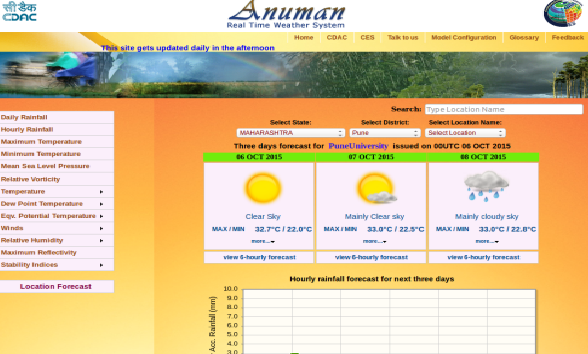 सी डैक
CDAC
Anuman
Real Time Weather System
Home CDAC CES Talk to us Model Configuration Glossary Feedback
This site gets updated daily in the afternoon
Search: Type Location Name
Select State: Select District: Select Location Name:
MAHARASHTRA Pune Select Location
Three days forecast for PuneUniversity issued on 00UTC 06 OCT 2015
06 OCT 2015 07 OCT 2015 08 OCT 2015
Clear Sky Mainly Clear sky Mainly cloudy sky
MAX / MIN 32.7°C / 22.0°C MAX / MIN 33.0°C / 22.5°C MAX / MIN 33.0°C / 22.8°C
more... more... more...
view 6-hourly forecast view 6-hourly forecast view 6-hourly forecast
Daily Rainfall
Hourly Rainfall
Maximum Temperature
Minimum Temperature
Mean Sea Level Pressure
Relative Vorticity
Temperature
Dew Point Temperature
Eqv. Potential Temperature
Winds
Relative Humidity
Maximum Reflectivity
Stability Indices
Location Forecast
Hourly rainfall forecast for next three days
Acc. Rainfall (mm)
10.0
9.0
8.0
7.0
6.0
5.0
4.0
3.0